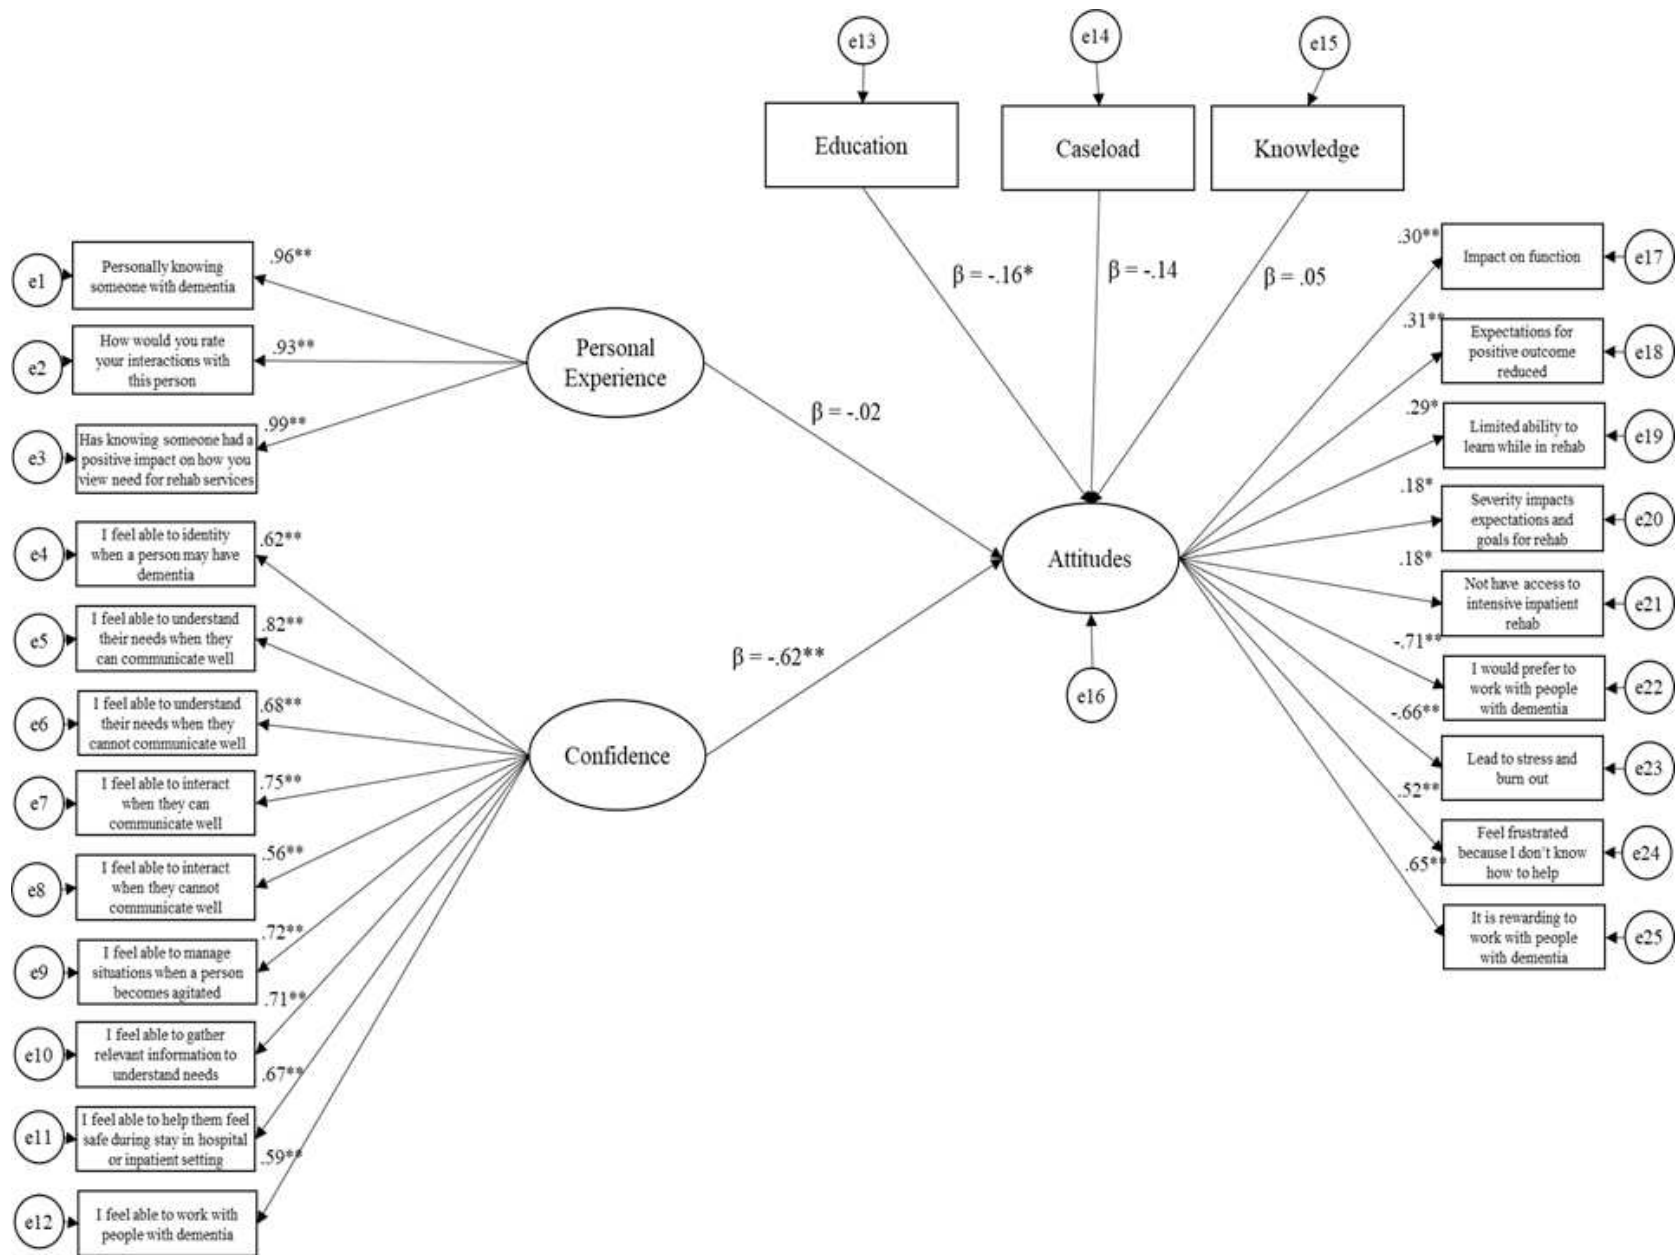 e13
e14
e15
Education
Caseload
Knowledge
β = -.16*
β = -.14
β = .05
e1
Personally knowing
someone with dementia
.96**
e2
How would you rate
your interactions with
this person
.93**
e3
Has knowing someone had a
positive impact on how you
view need for rehab services
.99**
Personal
Experience
β = -.02
e4
I feel able to identity
when a person may have
dementia
.62**
e5
I feel able to understand
their needs when they
can communicate well
.82**
e6
I feel able to understand
their needs when they
cannot communicate well
.68**
e7
I feel able to interact
when they can
communicate well
.75**
e8
I feel able to interact
when they cannot
communicate well
.56**
e9
I feel able to manage
situations when a person
becomes agitated
.72**
e10
I feel able to gather
relevant information to
understand needs
.71**
e11
I feel able to help them feel
safe during stay in hospital
or inpatient setting
.67**
e12
I feel able to work with
people with dementia
.59**
Confidence
β = -.62**
Attitudes
e16
.30**
Impact on function
e17
.31**
Expectations for
positive outcome
reduced
e18
.29*
Limited ability to
learn while in rehab
e19
.18*
Severity impacts
expectations and
goals for rehab
e20
.18*
Not have access to
intensive inpatient
rehab
e21
-.71**
I would prefer to
work with people
with dementia
e22
-.66**
Lead to stress and
burn out
e23
.52**
Feel frustrated
because I don't know
how to help
e24
.65**
It is rewarding to
work with people
with dementia
e25